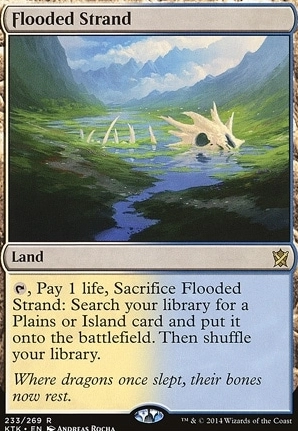 Flooded Strand
Land
, Pay 1 life, Sacrifice Flooded
Strand: Search your library for a
Plains or Island card and put it
onto the battlefield. Then shuffle
your library.
Where dragons once slept, their bones
now rest.
233/269 R
KTK • EN ANDREAS ROCHA
™ & © 2014 Wizards of the Coast